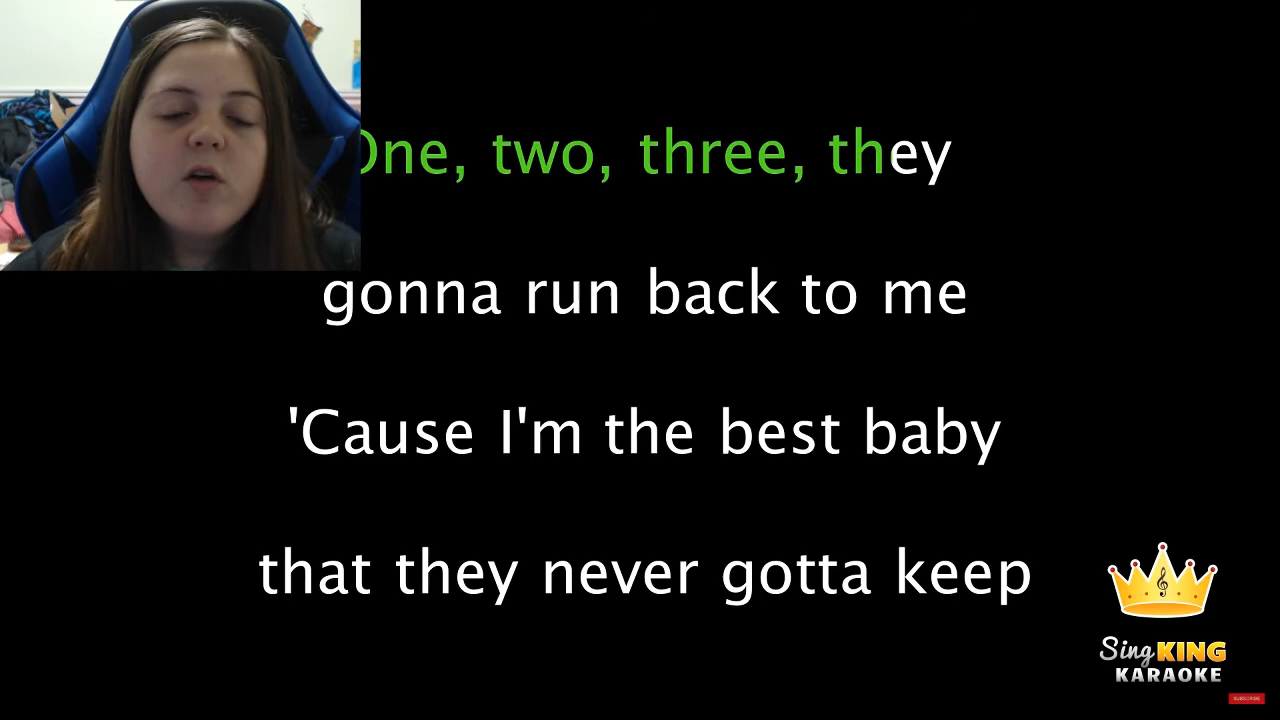 One, two, three, they
gonna run back to me
'Cause I'm the best baby
that they never gotta keep
Sing KING
KARAOKE
SUBSCRIBE